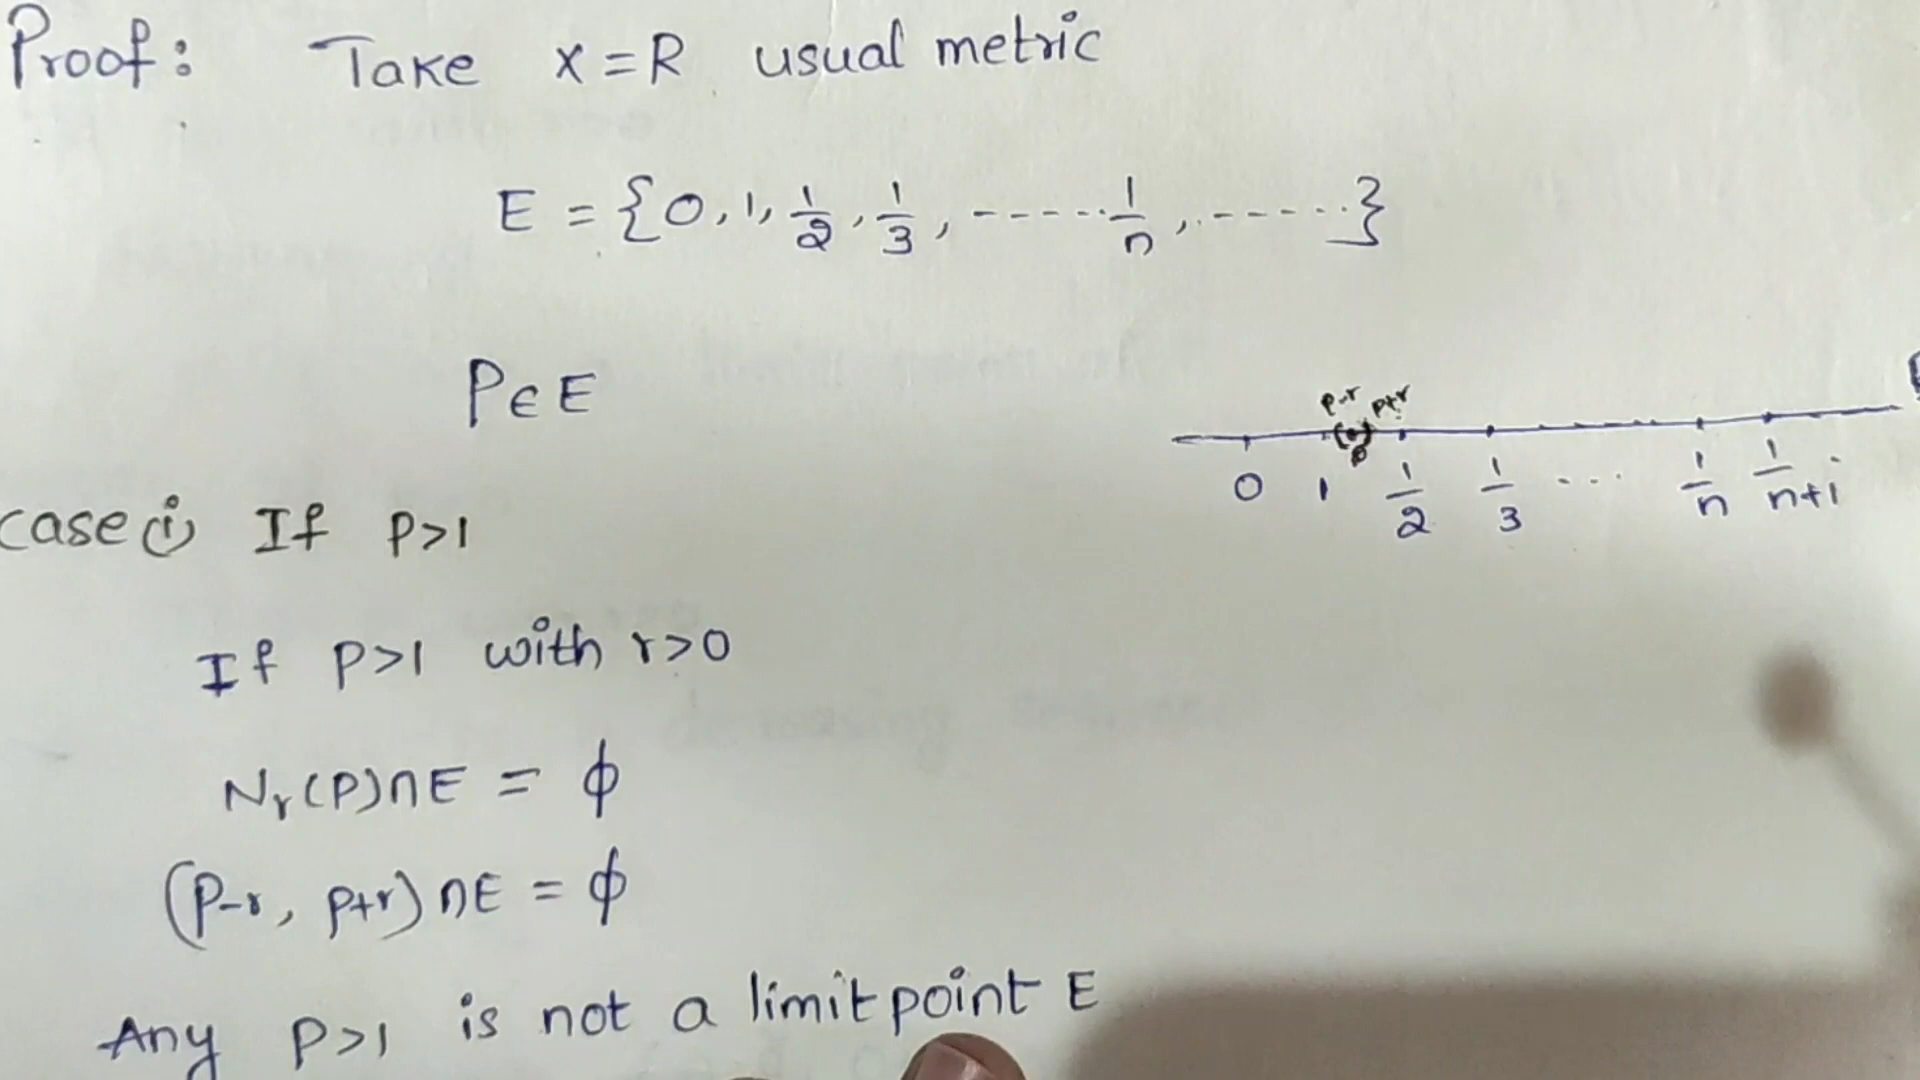 Proof: Take X = R usual metric
E = {0, 1, 1/2, 1/3, ----- 1/n, ------}
P ∈ E
p-r p+r
p
0 1 1/2 1/3 ... 1/n 1/n+1
case (i) If P>1
If P>1 with r>0
Nr(P)∩E = ϕ
(P-r, P+r)∩E = ϕ
Any P>1 is not a limit point E